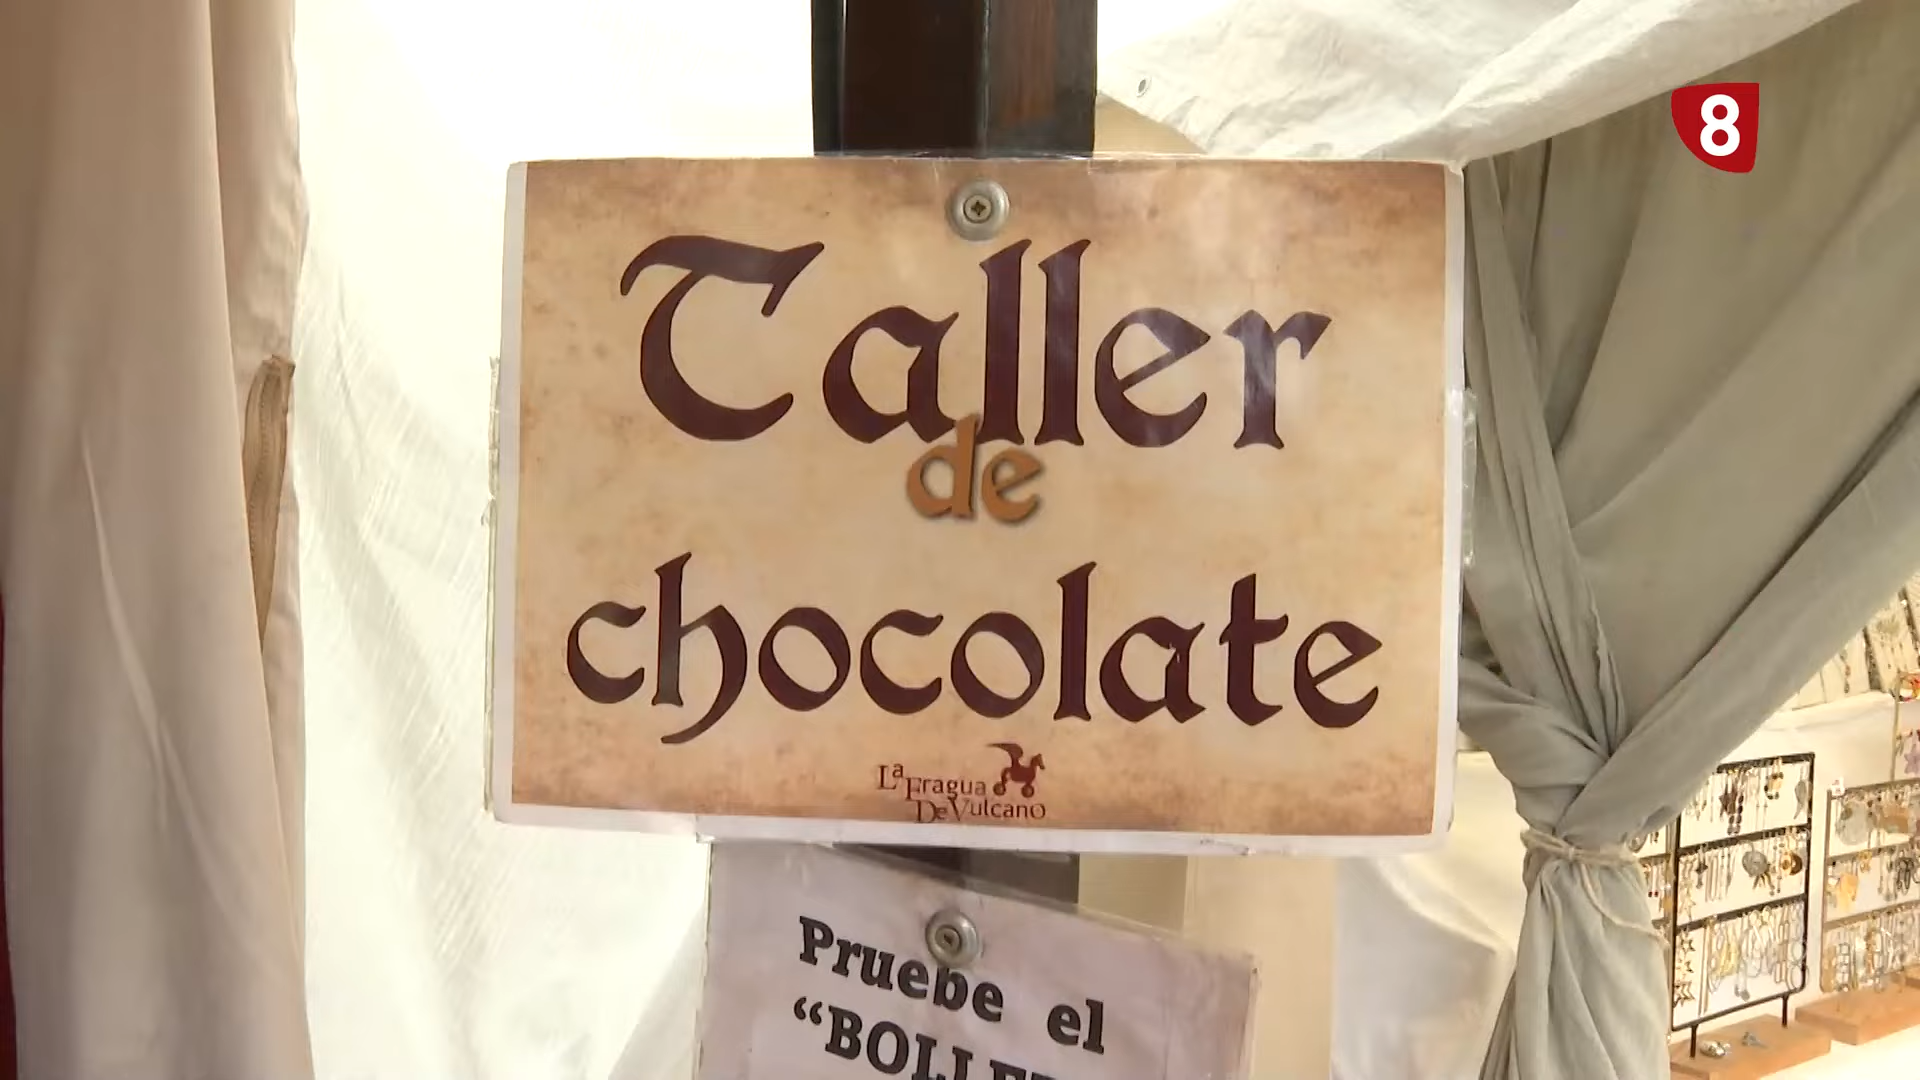 8
Taller
de
chocolate
La Fragua
De Vulcano
Pruebe el